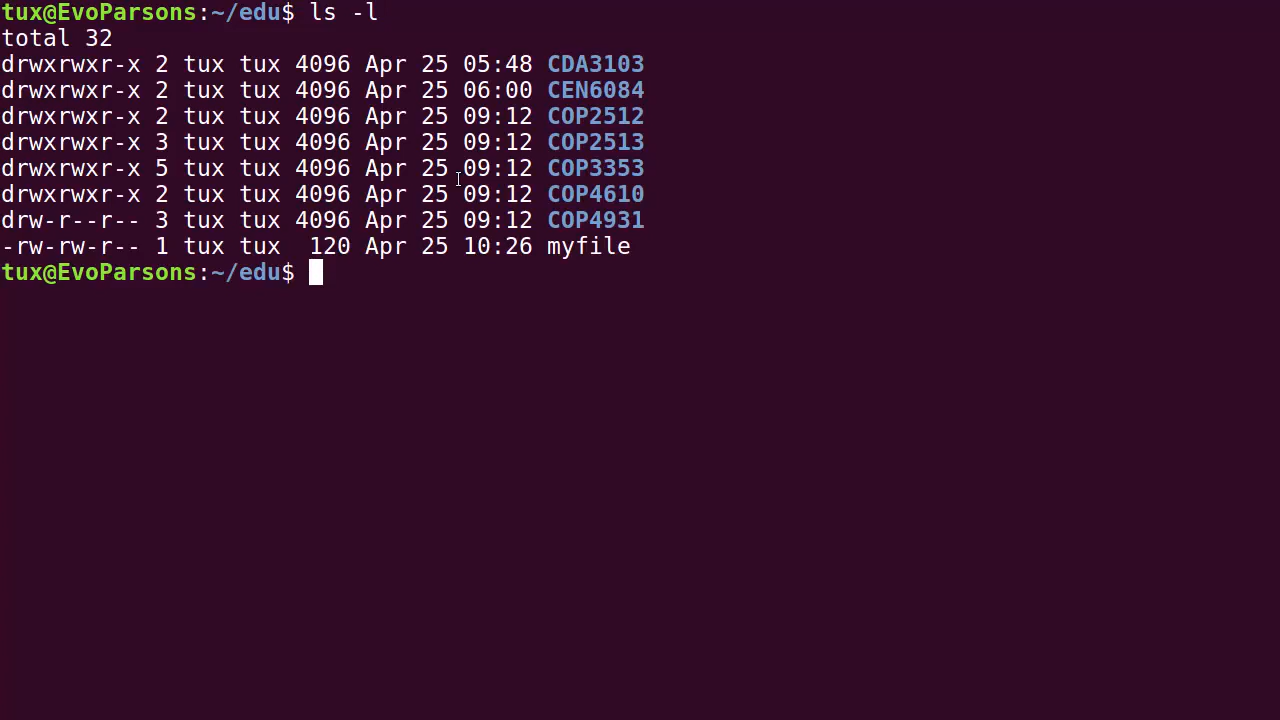 tux@EvoParsons:~/edu$ ls -l
total 32
drwxrwxr-x 2 tux tux 4096 Apr 25 05:48 CDA3103
drwxrwxr-x 2 tux tux 4096 Apr 25 06:00 CEN6084
drwxrwxr-x 2 tux tux 4096 Apr 25 09:12 COP2512
drwxrwxr-x 3 tux tux 4096 Apr 25 09:12 COP2513
drwxrwxr-x 5 tux tux 4096 Apr 25 09:12 COP3353
drwxrwxr-x 2 tux tux 4096 Apr 25 09:12 COP4610
drw-r--r-- 3 tux tux 4096 Apr 25 09:12 COP4931
-rw-rw-r-- 1 tux tux  120 Apr 25 10:26 myfile
tux@EvoParsons:~/edu$